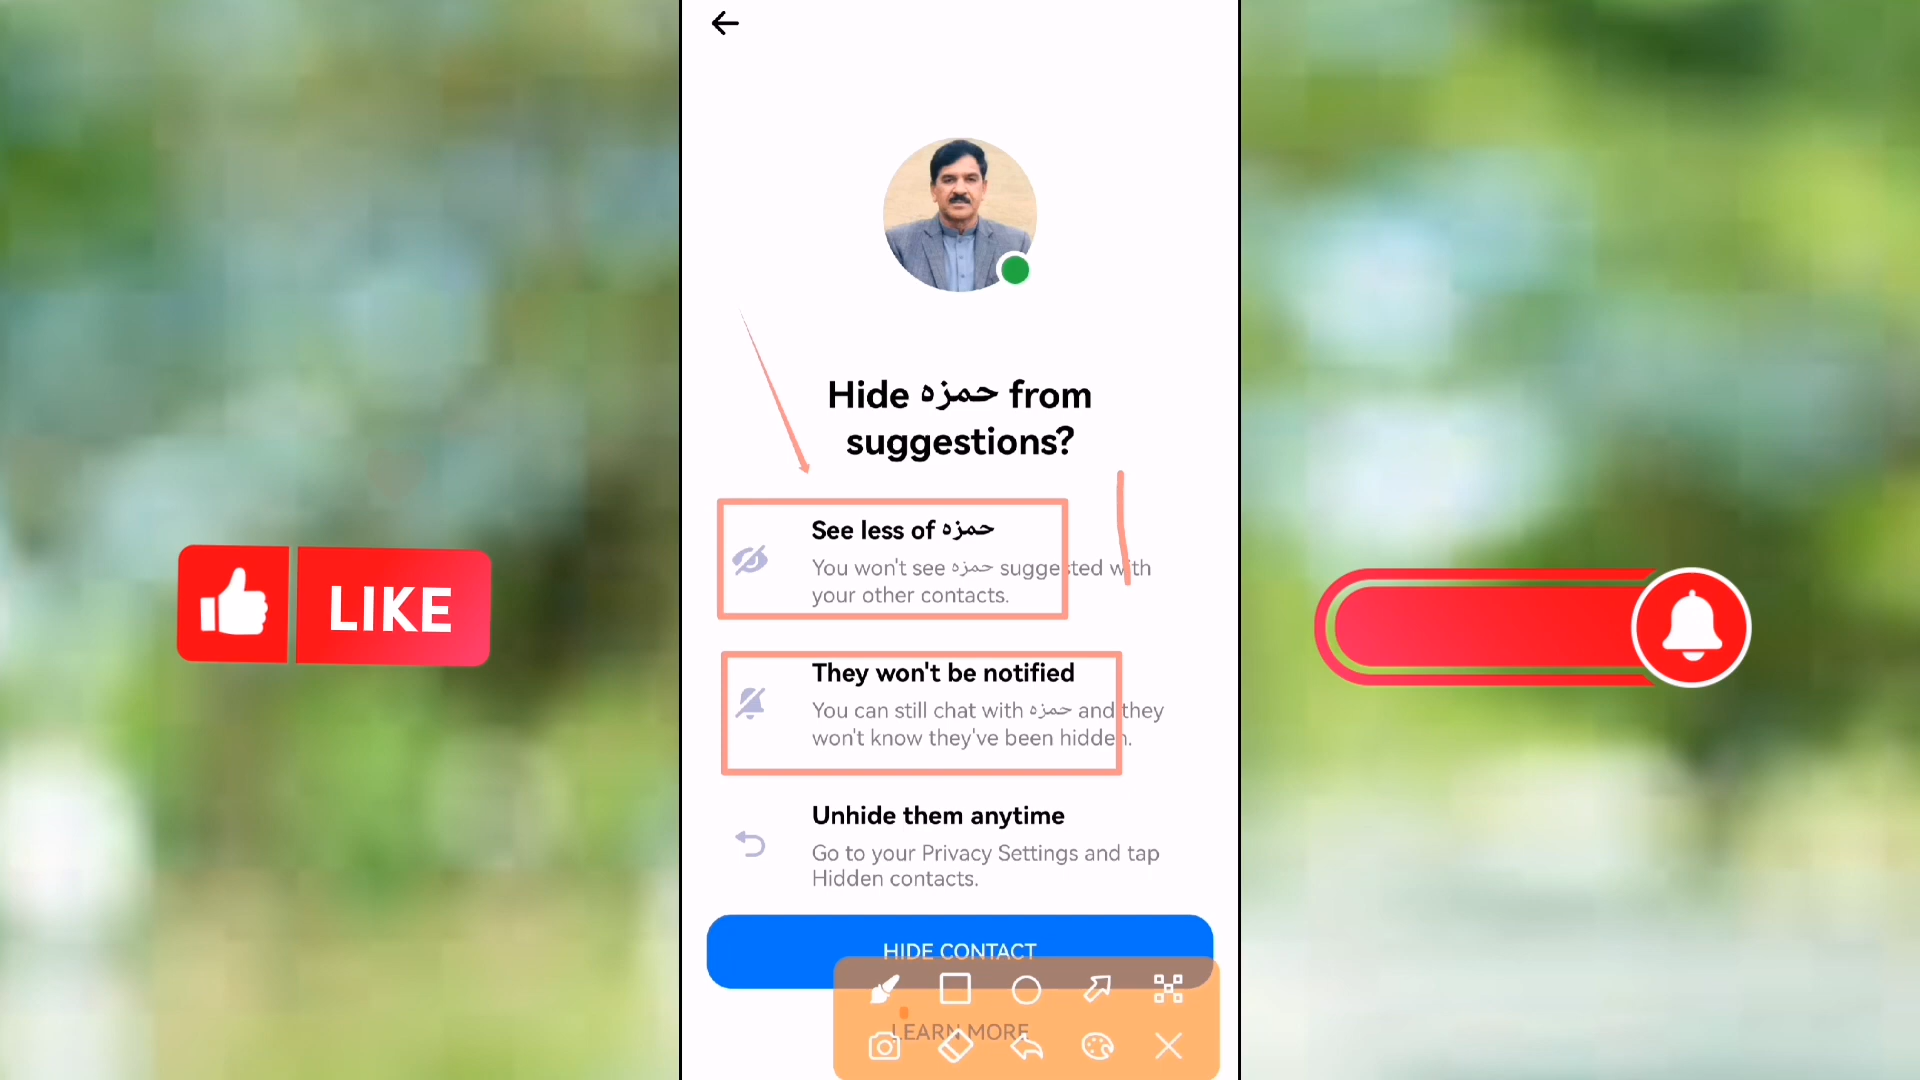 Hide حمزہ from
suggestions?
See less of حمزہ
You won't see حمزہ suggested with
your other contacts.
They won't be notified
You can still chat with حمزہ and they
won't know they've been hidden.
Unhide them anytime
Go to your Privacy Settings and tap
Hidden contacts.
HIDE CONTACT
LEARN MORE
LIKE